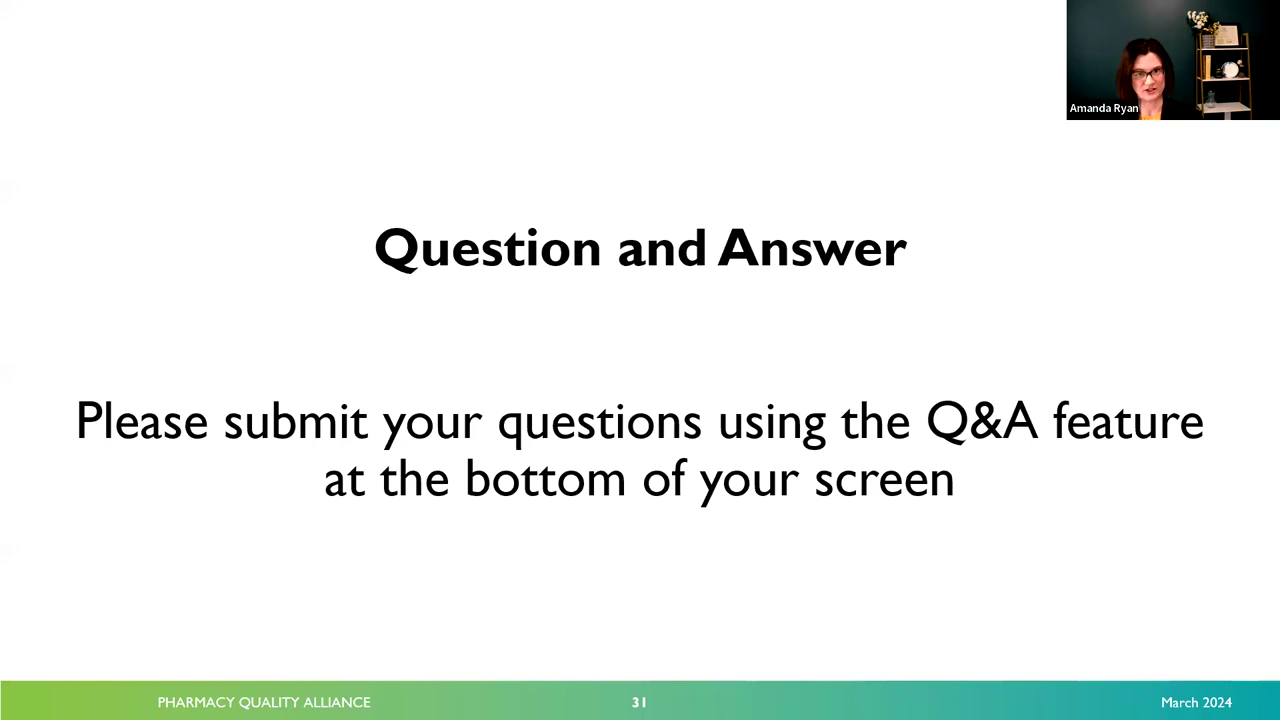 Amanda Ryan
Question and Answer
Please submit your questions using the Q&A feature
at the bottom of your screen
PHARMACY QUALITY ALLIANCE
31
March 2024